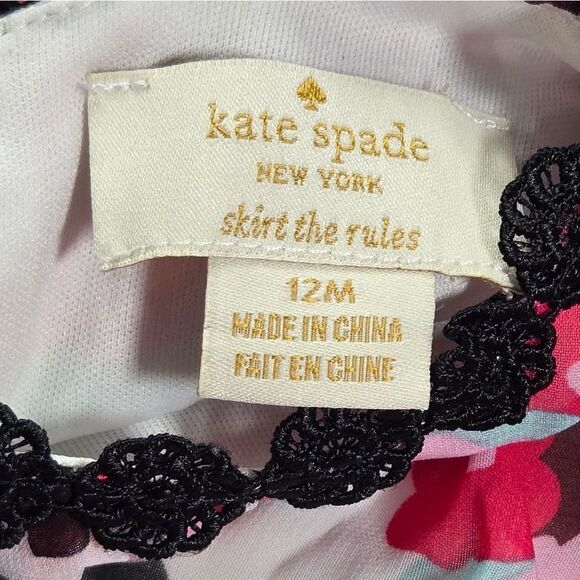 kate spade
NEW YORK
skirt the rules
12M
MADE IN CHINA
FAIT EN CHINE